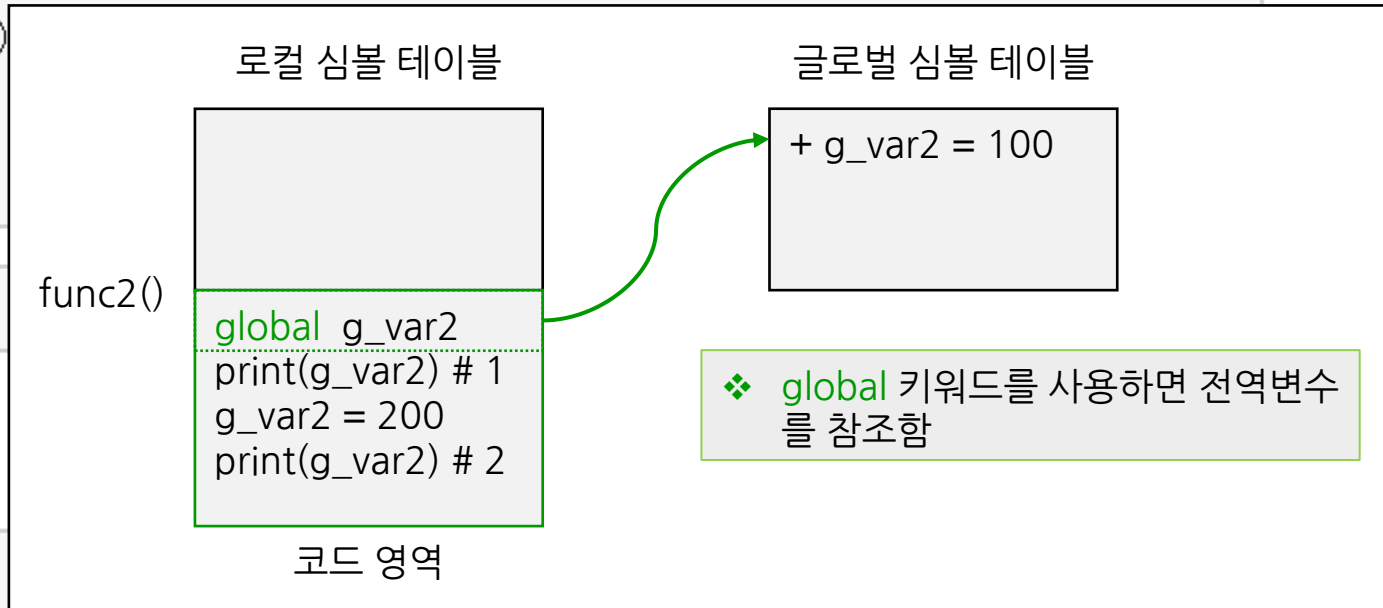 로컬 심볼 테이블
글로벌 심볼 테이블
+ g_var2 = 100
func2()
global g_var2
print(g_var2) # 1
g_var2 = 200
print(g_var2) # 2
❖ global 키워드를 사용하면 전역변수
를 참조함
코드 영역